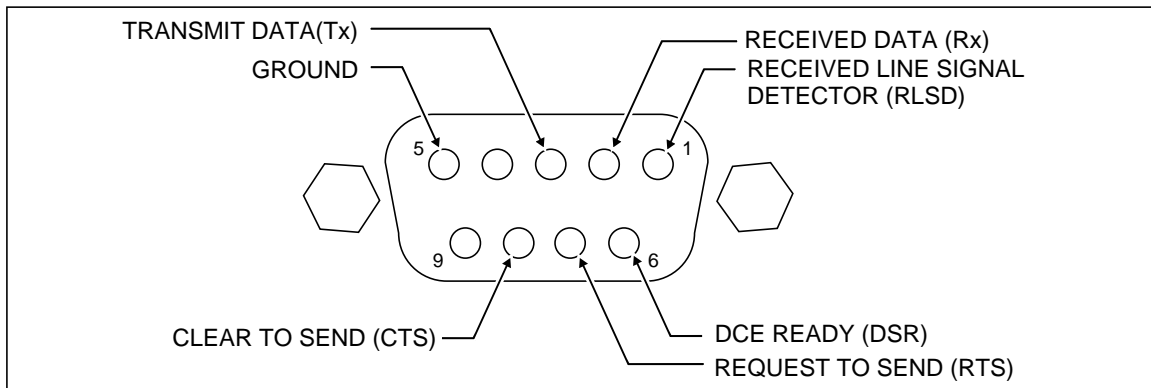 TRANSMIT DATA(Tx)
RECEIVED DATA (Rx)
GROUND
RECEIVED LINE SIGNAL
DETECTOR (RLSD)
5
1
9
6
CLEAR TO SEND (CTS)
DCE READY (DSR)
REQUEST TO SEND (RTS)